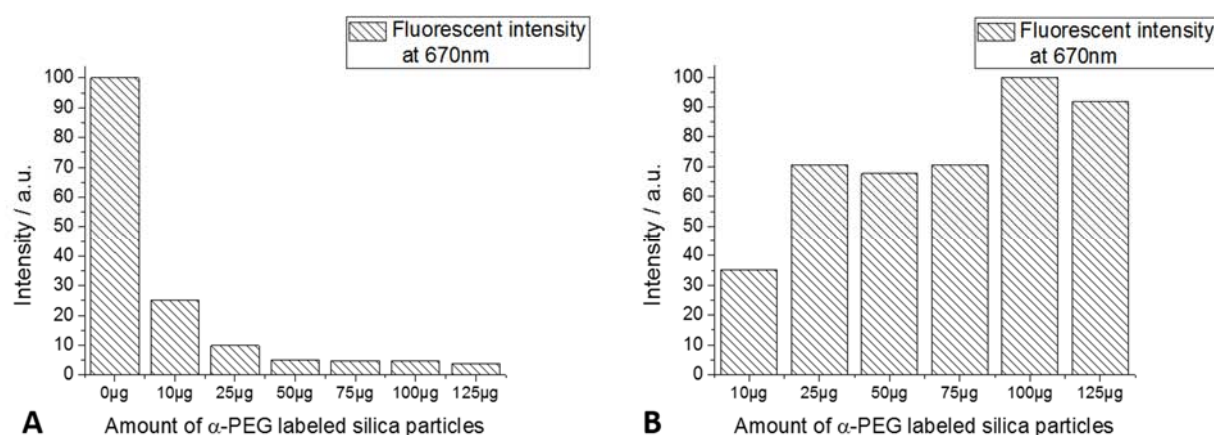 Fluorescent intensity
at 670nm
100
90
80
70
60
50
40
30
20
10
0
Intensity / a.u.
0µg 10µg 25µg 50µg 75µg 100µg 125µg
A Amount of α-PEG labeled silica particles
Fluorescent intensity
at 670nm
100
90
80
70
60
50
40
30
20
10
0
Intensity / a.u.
10µg 25µg 50µg 75µg 100µg 125µg
B Amount of α-PEG labeled silica particles